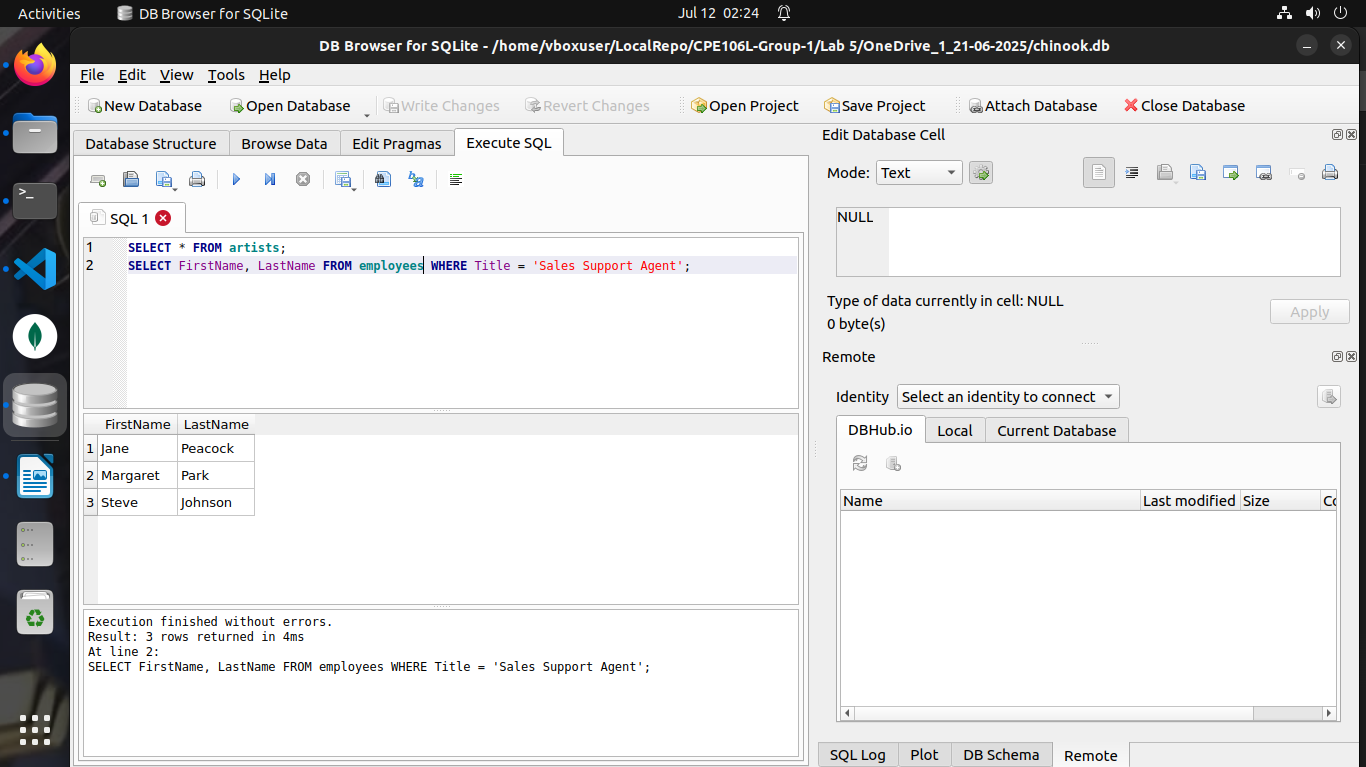 Activities DB Browser for SQLite Jul 12 02:24
DB Browser for SQLite - /home/vboxuser/LocalRepo/CPE106L-Group-1/Lab 5/OneDrive_1_21-06-2025/chinook.db
File Edit View Tools Help
New Database Open Database Write Changes Revert Changes Open Project Save Project Attach Database Close Database
Database Structure Browse Data Edit Pragmas Execute SQL
SQL 1
1 SELECT * FROM artists;
2 SELECT FirstName, LastName FROM employees WHERE Title = 'Sales Support Agent';
FirstName LastName
1 Jane Peacock
2 Margaret Park
3 Steve Johnson
Execution finished without errors.
Result: 3 rows returned in 4ms
At line 2:
SELECT FirstName, LastName FROM employees WHERE Title = 'Sales Support Agent';
Edit Database Cell
Mode: Text
NULL
Type of data currently in cell: NULL
0 byte(s)
Apply
Remote
Identity Select an identity to connect
DBHub.io Local Current Database
Name Last modified Size
SQL Log Plot DB Schema Remote